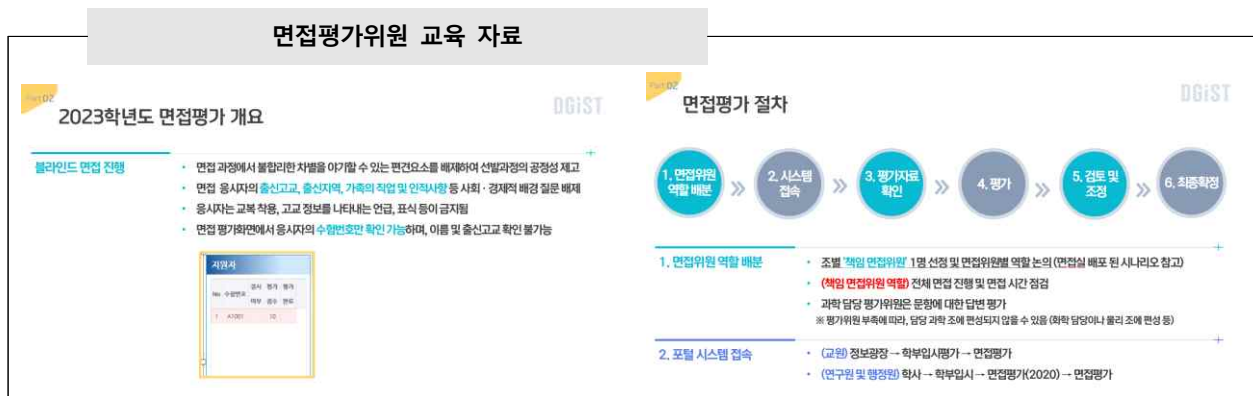 면접평가위원 교육 자료
Part 02
2023학년도 면접평가 개요
DGIST
블라인드 면접 진행
• 면접 과정에서 불합리한 차별을 야기할 수 있는 편견요소를 배제하여 선발과정의 공정성 제고
• 면접 응시자의 출신고교, 출신지역, 가족의 직업 및 인적사항 등 사회·경제적 배경 질문 배제
• 응시자는 교복 착용, 고교 정보를 나타내는 언급, 표식 등이 금지됨
• 면접 평가화면에서 응시자의 수험번호만 확인 가능하며, 이름 및 출신고교 확인 불가능
지원자
No 수험번호 응시 여부 평가 점수 평가 완료
1 A1001 10
Part 02
면접평가 절차
DGIST
1. 면접위원 역할 배분
2. 시스템 접속
3. 평가자료 확인
4. 평가
5. 검토 및 조정
6. 최종확정
1. 면접위원 역할 배분
• 조별 '책임 면접위원' 1명 선정 및 면접위원별 역할 논의 (면접실 배포 된 시나리오 참고)
• (책임 면접위원 역할) 전체 면접 진행 및 면접 시간 점검
• 과학 담당 평가위원은 문항에 대한 답변 평가
※ 평가위원 부족에 따라, 담당 과학 조에 편성되지 않을 수 있음 (화학 담당이나 물리 조에 편성 등)
2. 포털 시스템 접속
• (교원) 정보광장 → 학부입시평가 → 면접평가
• (연구원 및 행정원) 학사 → 학부입시 → 면접평가(2020) → 면접평가